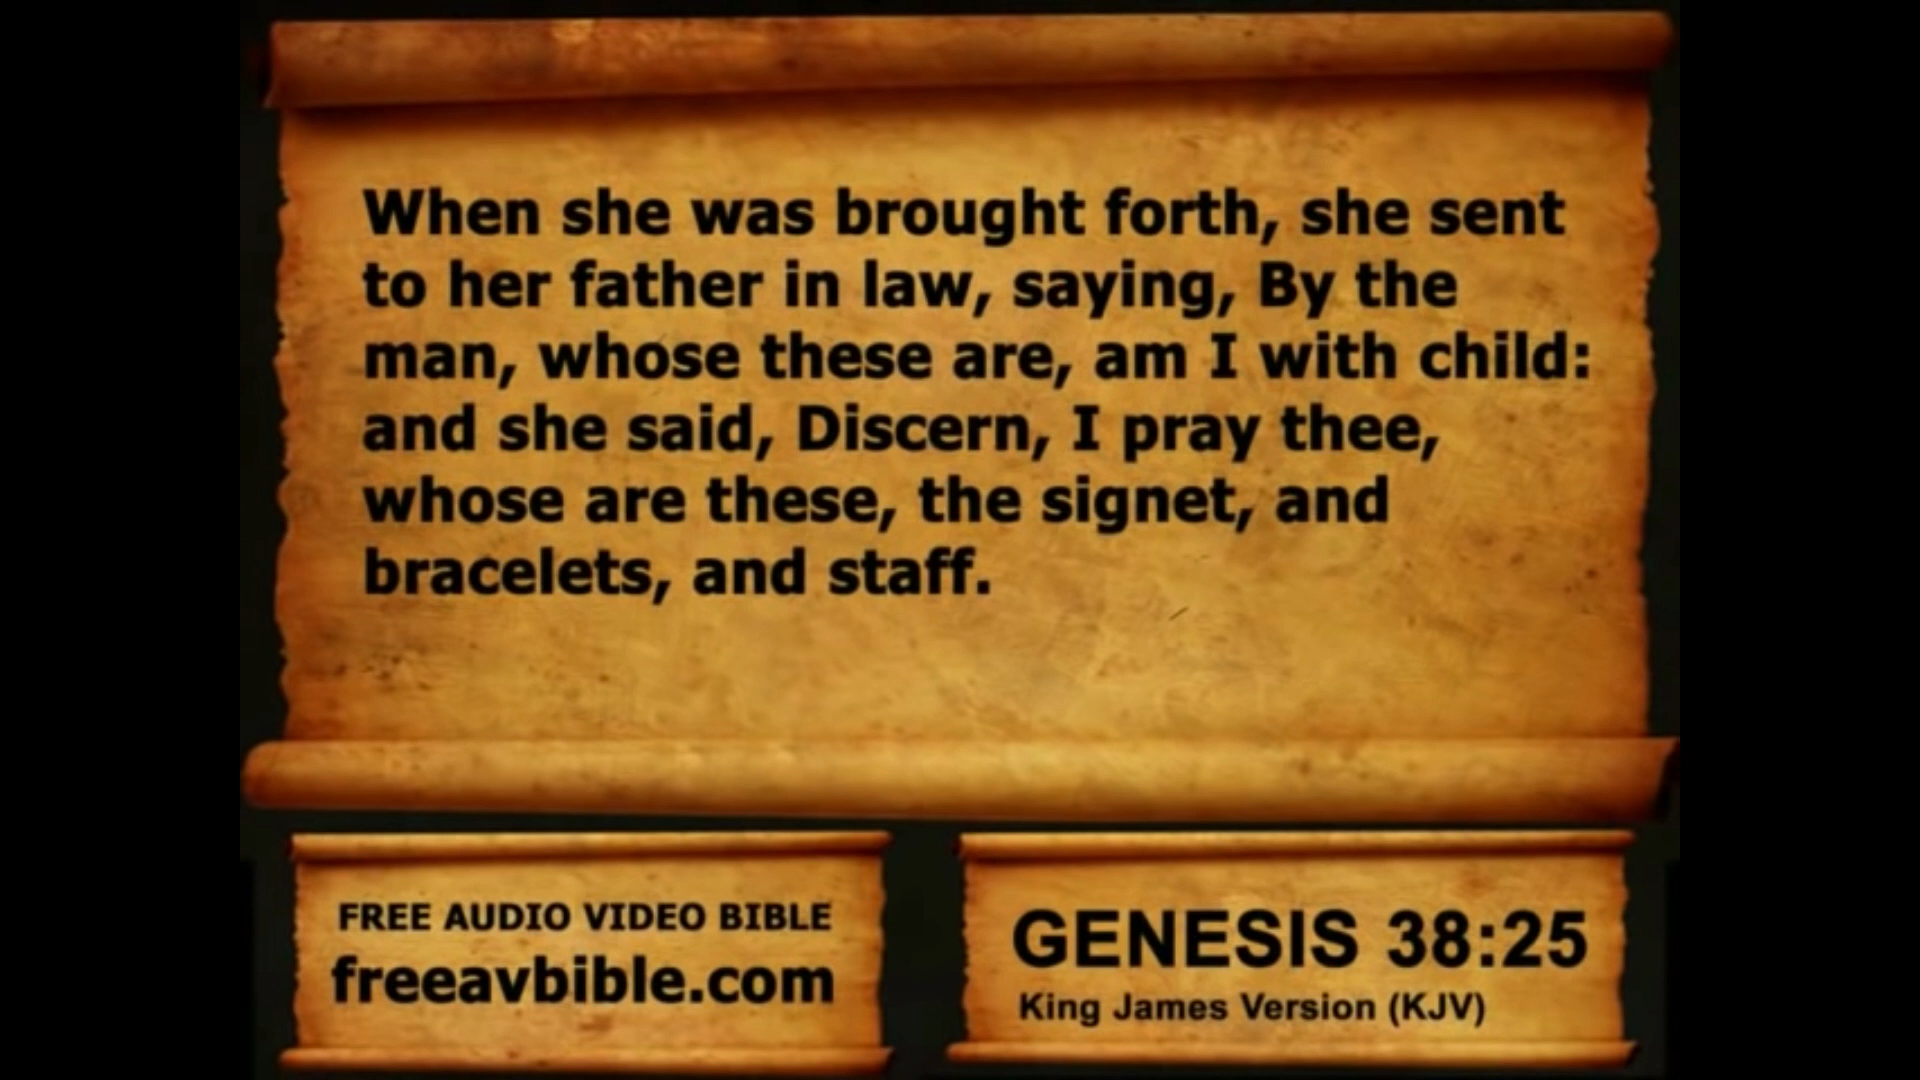 When she was brought forth, she sent
to her father in law, saying, By the
man, whose these are, am I with child:
and she said, Discern, I pray thee,
whose are these, the signet, and
bracelets, and staff.
FREE AUDIO VIDEO BIBLE
freeavbible.com
GENESIS 38:25
King James Version (KJV)